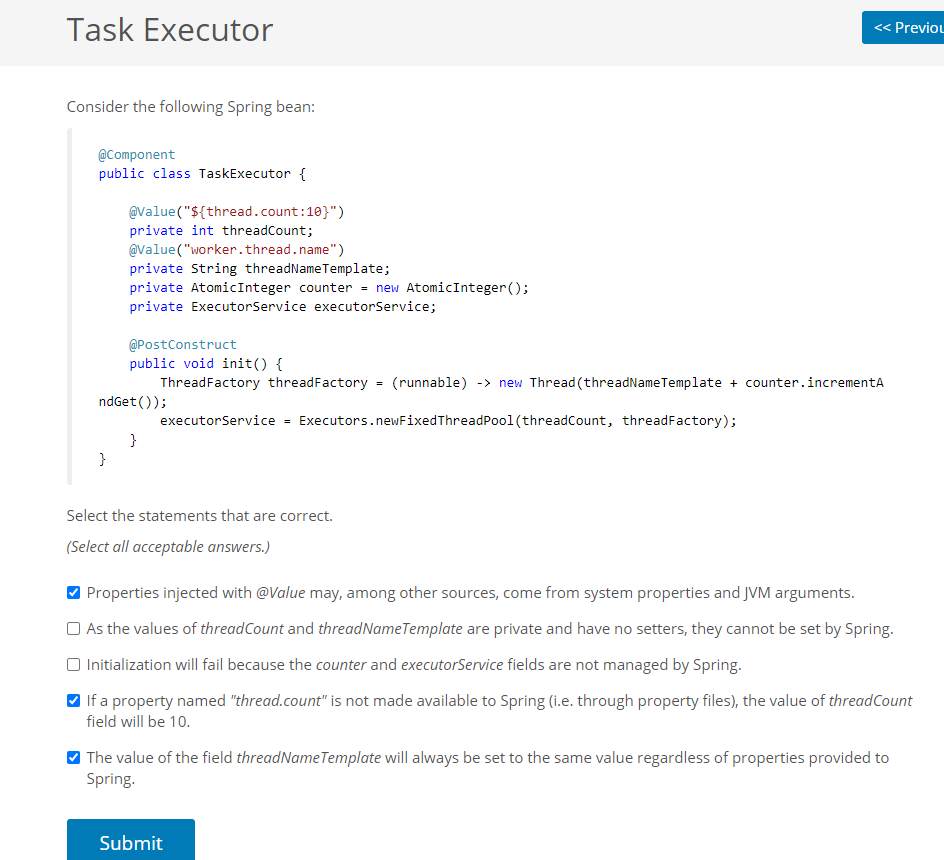 Task Executor
<< Previou
Consider the following Spring bean:
@Component
public class TaskExecutor {
@Value("${thread.count:10}")
private int threadCount;
@Value("worker.thread.name")
private String threadNameTemplate;
private AtomicInteger counter = new AtomicInteger();
private ExecutorService executorService;
@PostConstruct
public void init() {
ThreadFactory threadFactory = (runnable) -> new Thread(threadNameTemplate + counter.incrementA
ndGet());
executorService = Executors.newFixedThreadPool(threadCount, threadFactory);
}
}
Select the statements that are correct.
(Select all acceptable answers.)
Properties injected with @Value may, among other sources, come from system properties and JVM arguments.
As the values of threadCount and threadNameTemplate are private and have no setters, they cannot be set by Spring.
Initialization will fail because the counter and executorService fields are not managed by Spring.
If a property named "thread.count" is not made available to Spring (i.e. through property files), the value of threadCount
field will be 10.
The value of the field threadNameTemplate will always be set to the same value regardless of properties provided to
Spring.
Submit